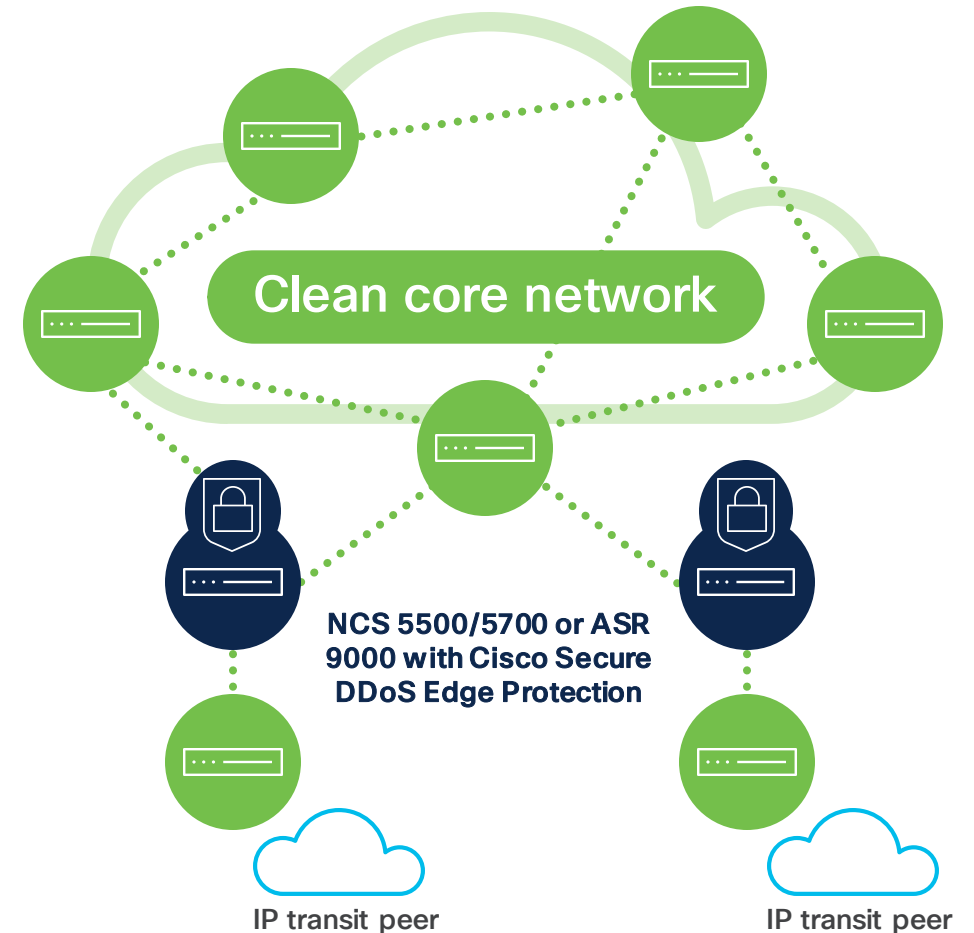 Clean core network
NCS 5500/5700 or ASR
9000 with Cisco Secure
DDoS Edge Protection
IP transit peer
IP transit peer